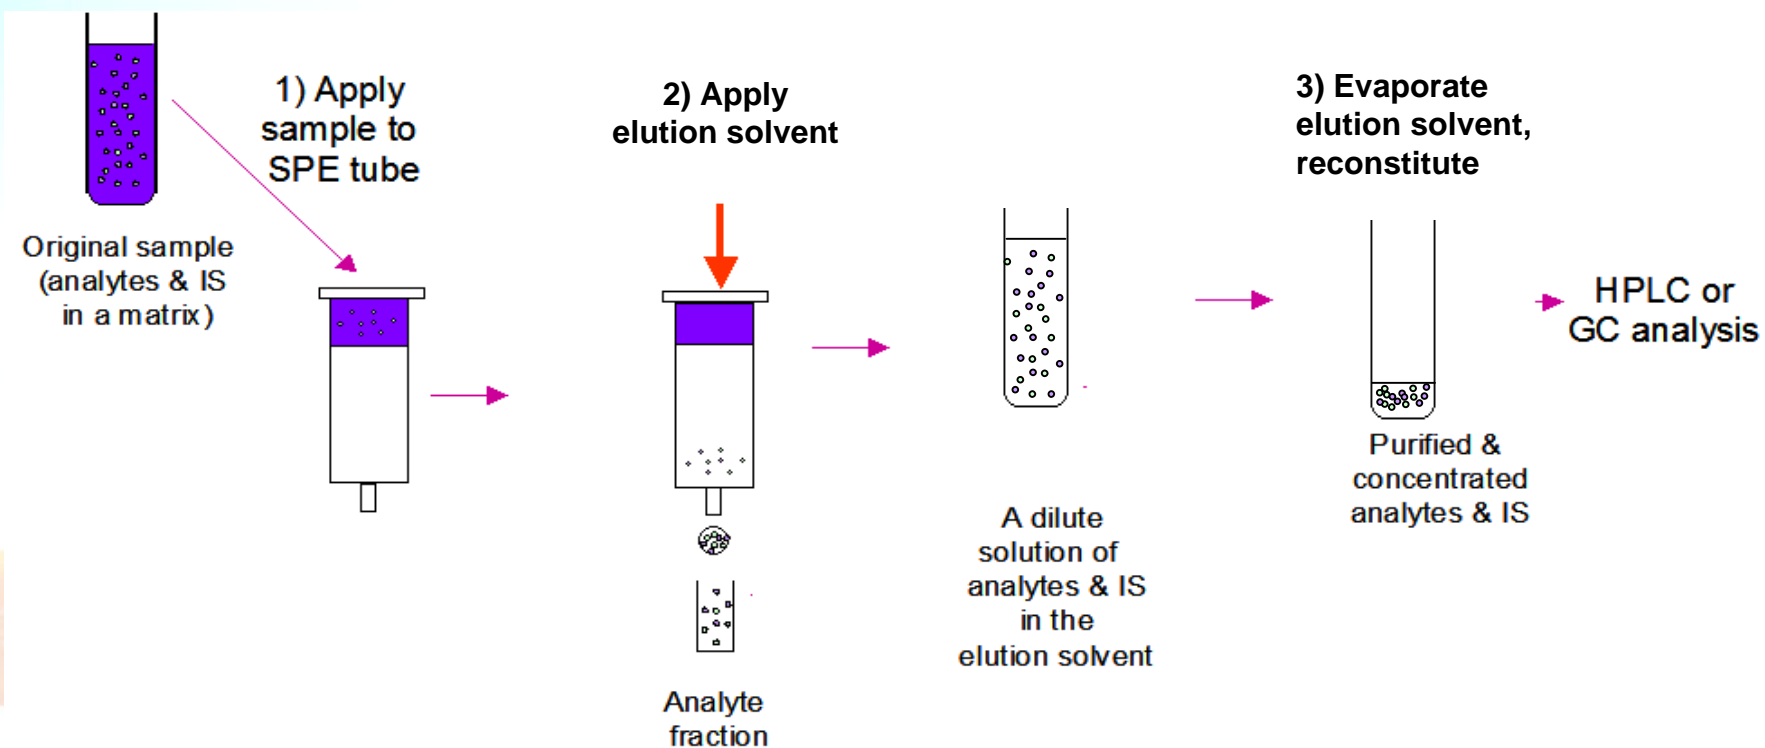 1) Apply
sample to
SPE tube
Original sample
(analytes & IS
in a matrix)
2) Apply
elution solvent
Analyte
fraction
A dilute
solution of
analytes & IS
in the
elution solvent
3) Evaporate
elution solvent,
reconstitute
Purified &
concentrated
analytes & IS
HPLC or
GC analysis